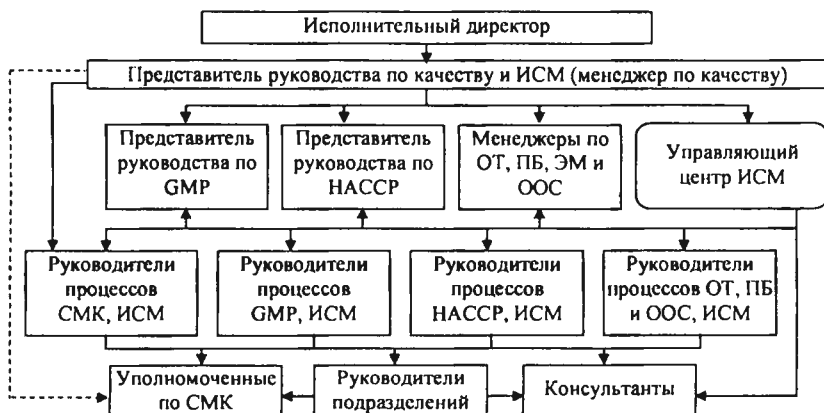 Исполнительный директор
Представитель руководства по качеству и ИСМ (менеджер по качеству)
Представитель
руководства по
GMP
Представитель
руководства по
НАССР
Менеджеры по
ОТ, ПБ, ЭМ и
ООС
Управляющий
центр ИСМ
Руководители
процессов
СМК, ИСМ
Руководители
процессов
GMP, ИСМ
Руководители
процессов
НАССР, ИСМ
Руководители
процессов ОТ, ПБ
и ООС, ИСМ
Уполномоченные
по СМК
Руководители
подразделений
Консультанты